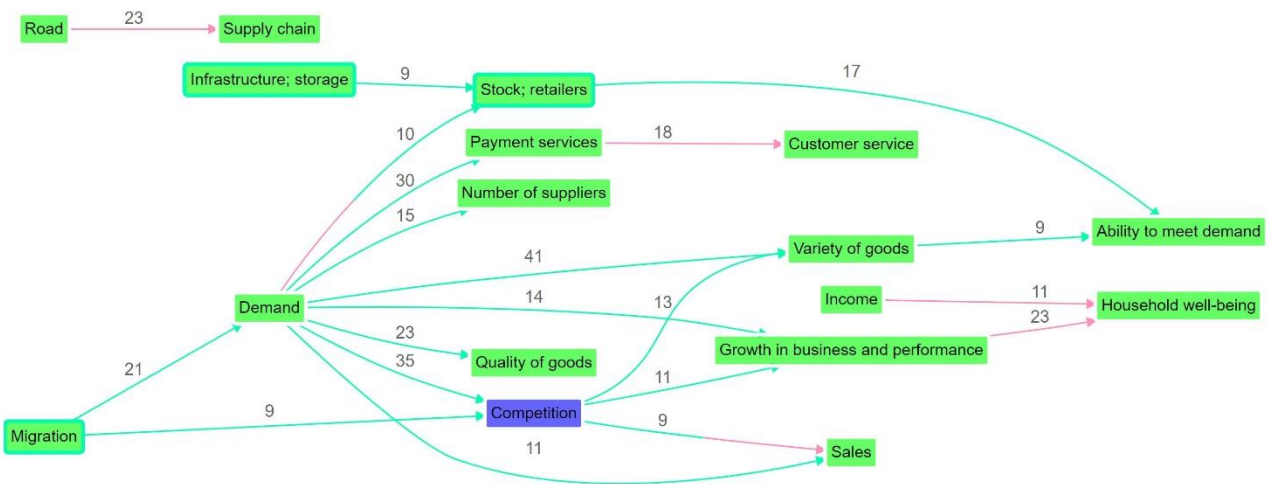 23
Road
Supply chain
Infrastructure; storage
9
Stock; retailers
17
10
Payment services
18
Customer service
30
Number of suppliers
15
Variety of goods
9
Ability to meet demand
41
Demand
14
13
Income
11
Household well-being
23
23
Growth in business and performance
Quality of goods
35
11
21
9
Competition
Migration
9
11
Sales